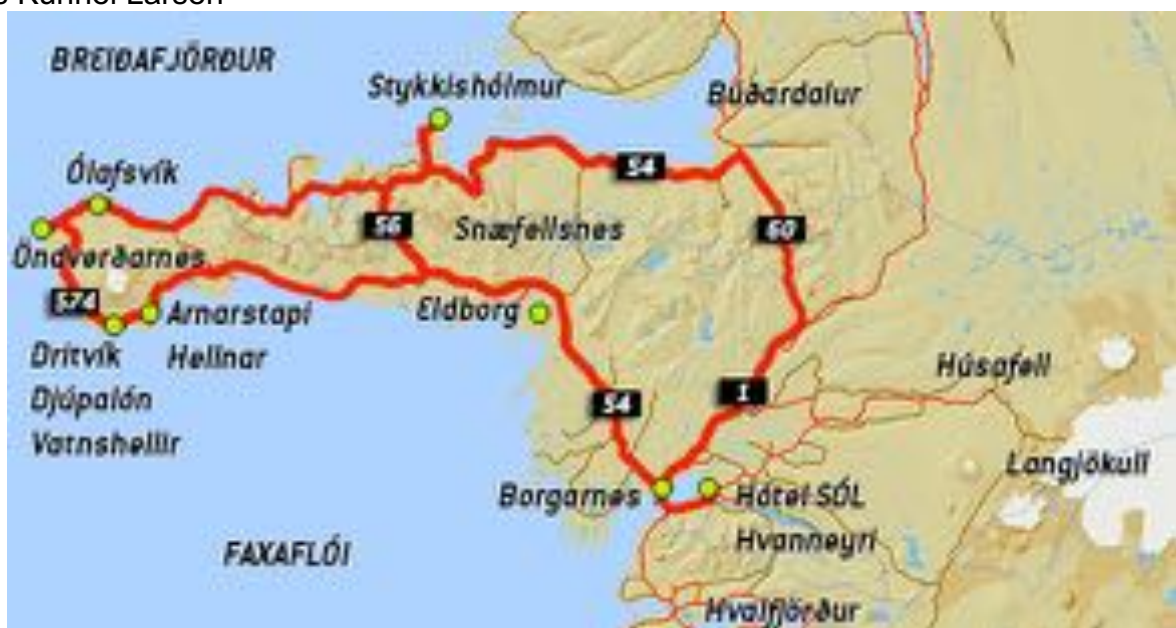 Larsen
BREIÐAFJÖRÐUR
Stykkishólmur
Búðardalur
Ólafsvík
54
56
Snæfellsnes
60
Öndverðarnes
574
Arnarstapi
Hellnar
Eldborg
Dritvík
Djúpalón
Vatnshellir
Húsafell
54
1
Langjökull
Borgarnes
Hótel SÓL
Hvanneyri
FAXAFLÓI
Hvalfjörður